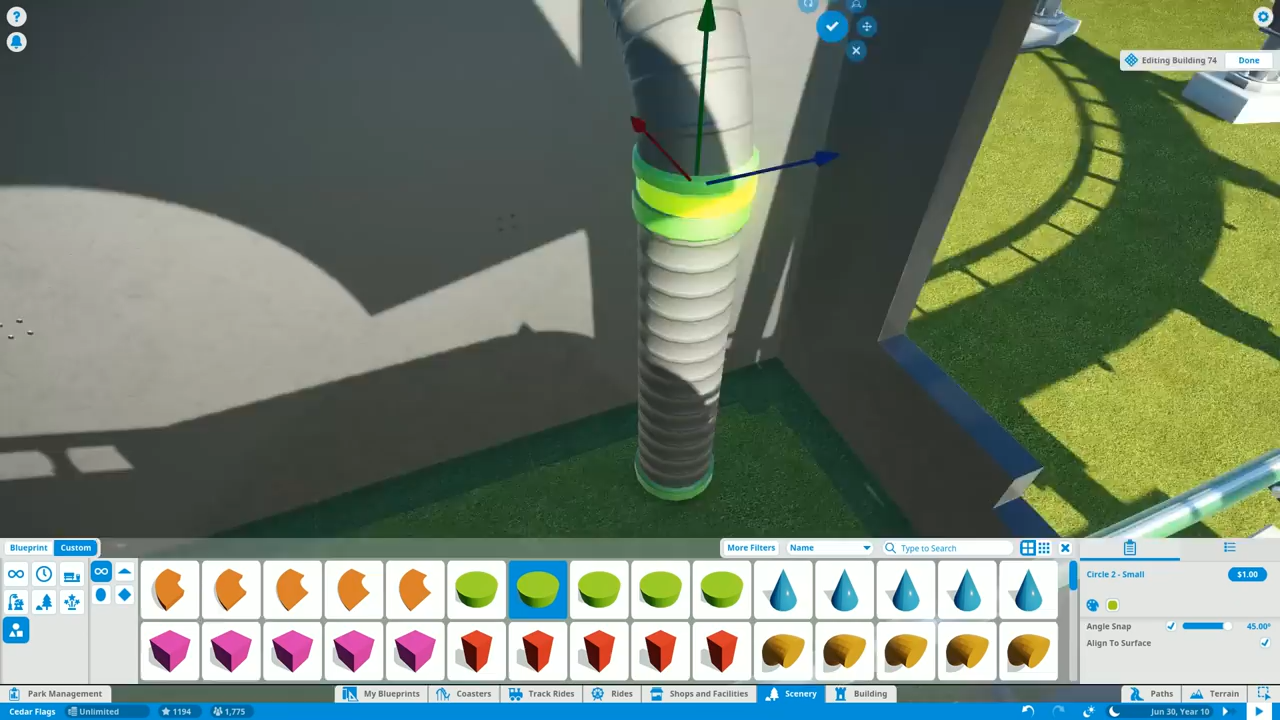 ?
Editing Building 74 Done
Blueprint Custom
More Filters Name Type to Search
Circle 2 - Small $1.00
Angle Snap 45.00°
Align To Surface
Park Management My Blueprints Coasters Track Rides Rides Shops and Facilities Scenery Building Paths Terrain
Cedar Flags Unlimited 1194 1,775 Jun 30, Year 10